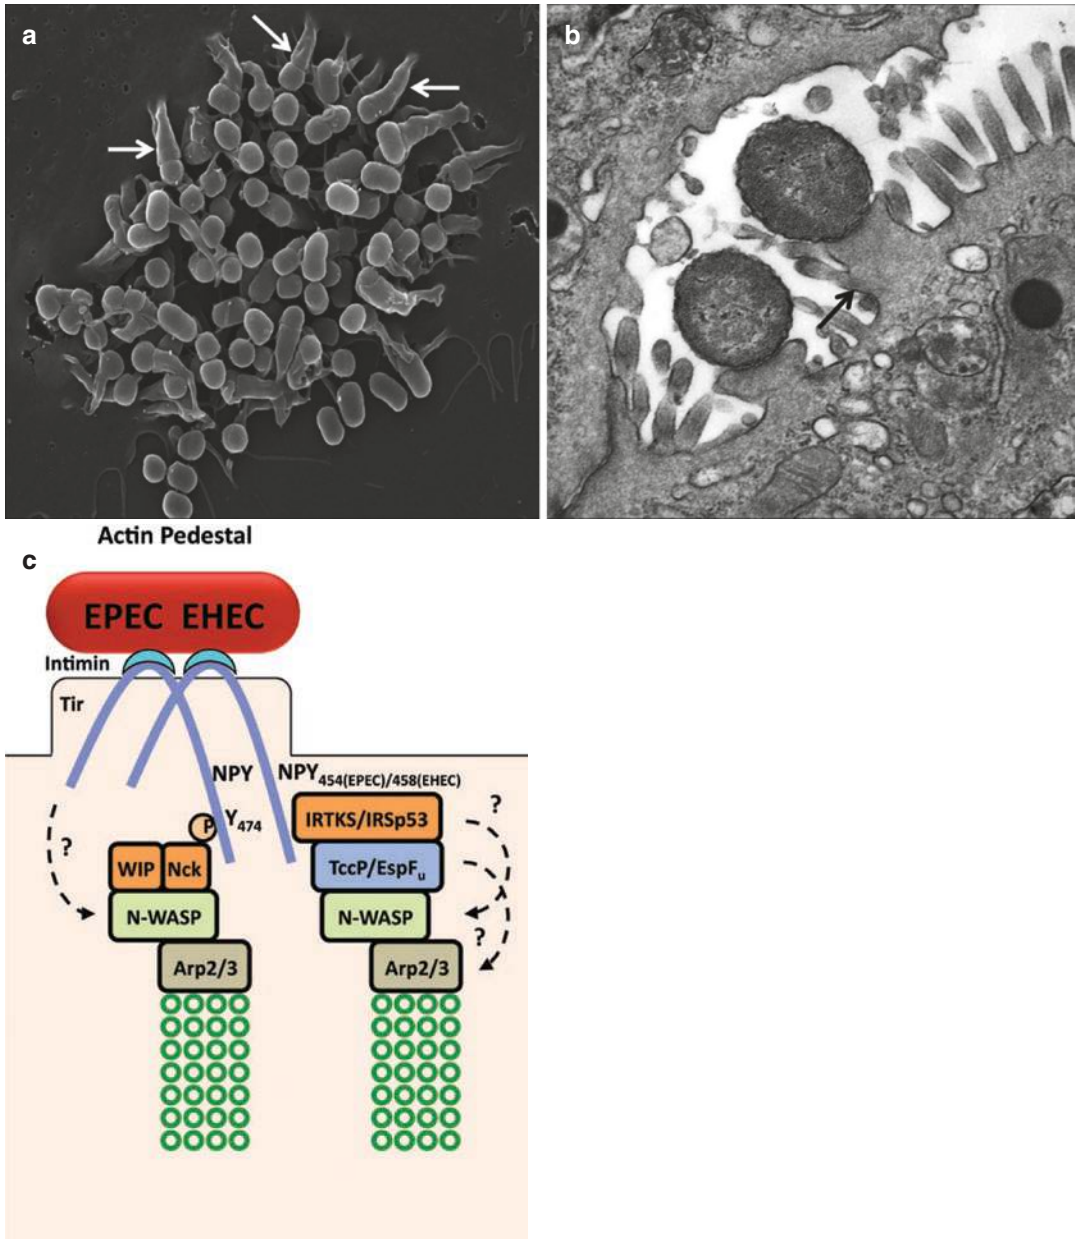 a
b
Actin Pedestal
c
EPEC EHEC
Intimin
Tir
NPY
NPY454(EPEC)/458(EHEC)
P
Y474
?
IRTKS/IRSp53
?
WIP
Nck
TccP/EspFu
N-WASP
N-WASP
?
Arp2/3
Arp2/3